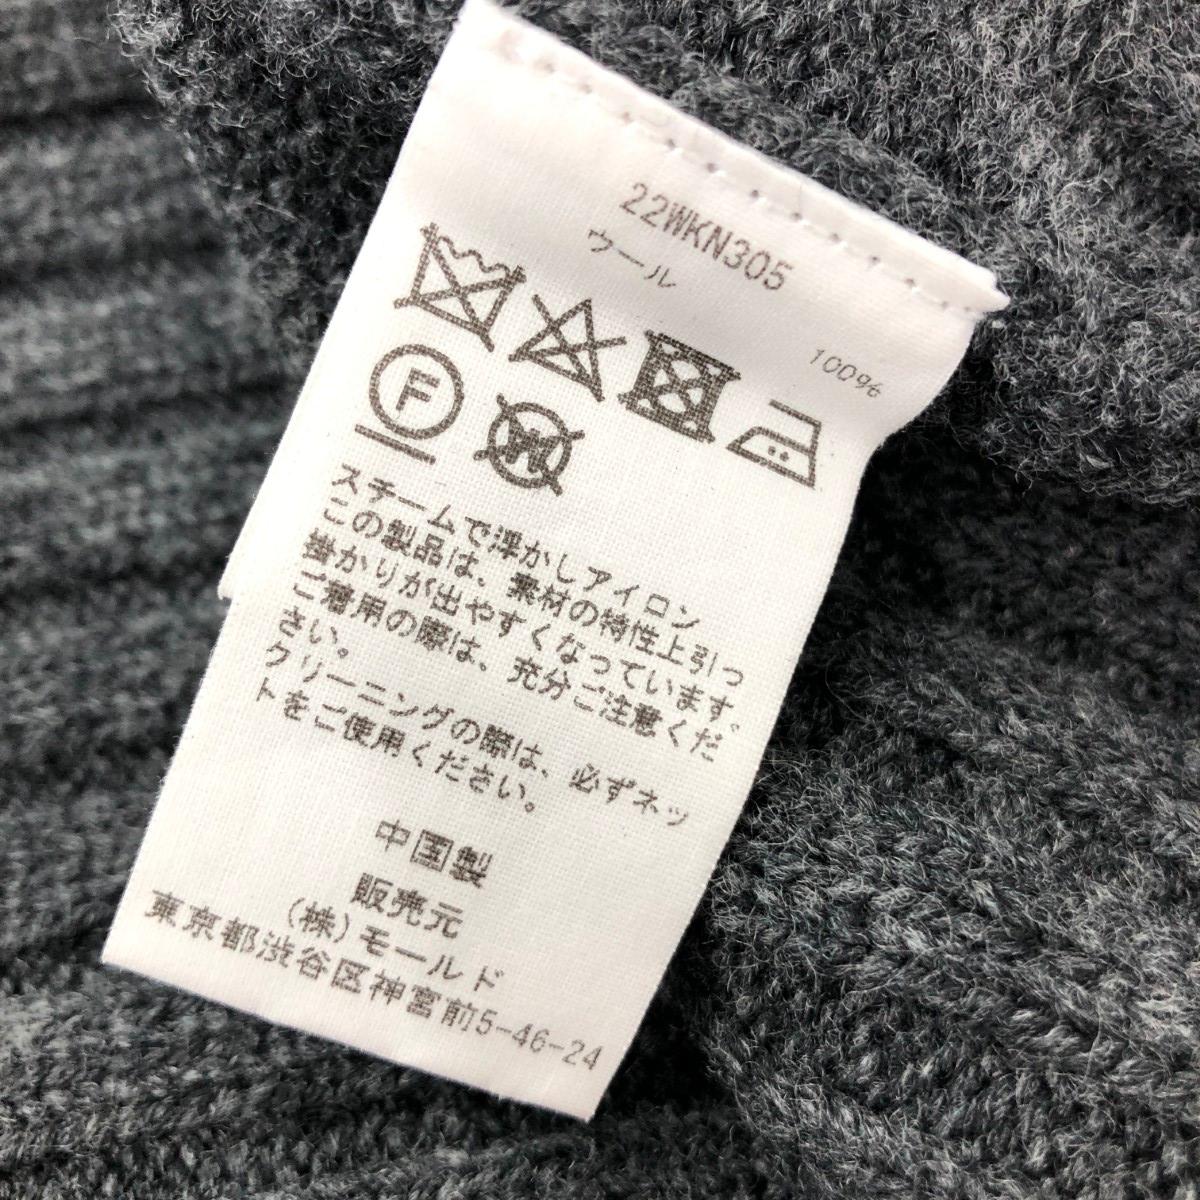 22WKN305
ウール
100%
F
W
スチームで浮かしアイロン
この製品は、素材の特性上引っ
掛かりが出やすくなっています。
ご着用の際は、充分ご注意くだ
さい。
クリーニングの際は、必ずネッ
トをご使用ください。
中国製
販売元
(株)モールド
東京都渋谷区神宮前5-46-24